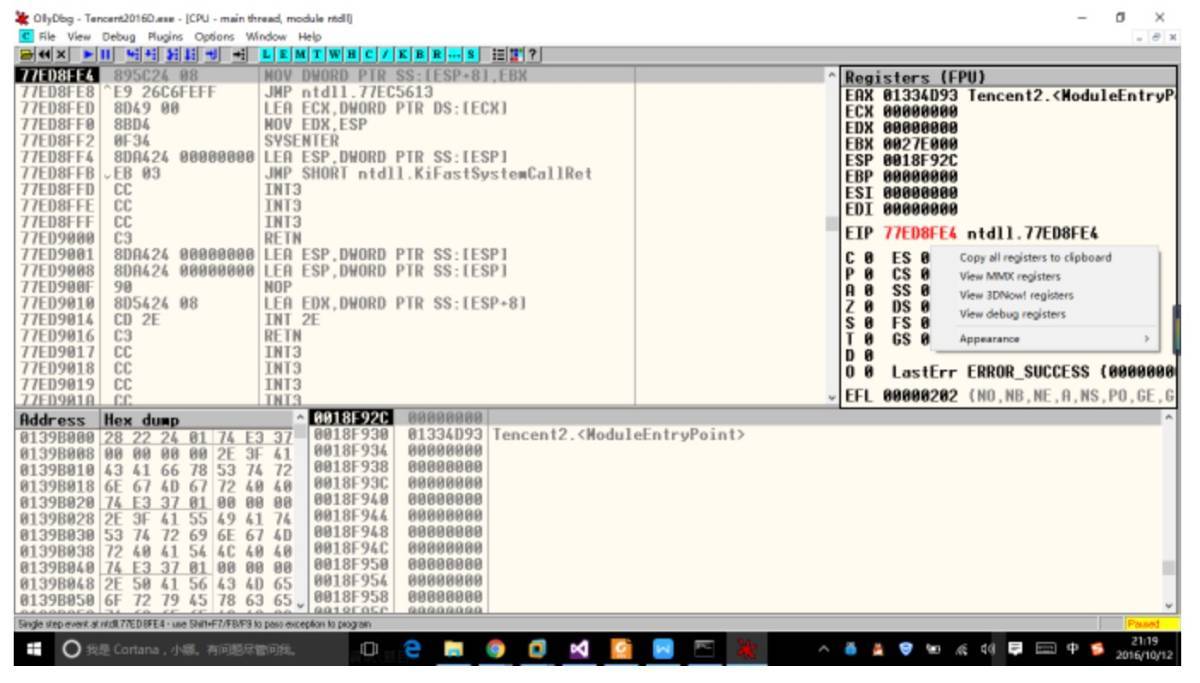 OllyDbg - Tencent2016D.exe - [CPU - main thread, module ntdll]
C File View Debug Plugins Options Window Help
L E M T W H C / K B R ... S ?
77ED8FE4 895C24 08 MOV DWORD PTR SS:[ESP+8],EBX
77ED8FE8 ^E9 26C6FEFF JMP ntdll.77EC5613
77ED8FED 8D49 00 LEA ECX,DWORD PTR DS:[ECX]
77ED8FF0 8BD4 MOV EDX,ESP
77ED8FF2 0F34 SYSENTER
77ED8FF4 8DA424 00000000 LEA ESP,DWORD PTR SS:[ESP]
77ED8FFB EB 03 JMP SHORT ntdll.KiFastSystemCallRet
77ED8FFD CC INT3
77ED8FFE CC INT3
77ED8FFF CC INT3
77ED9000 C3 RETN
77ED9001 8DA424 00000000 LEA ESP,DWORD PTR SS:[ESP]
77ED9008 8DA424 00000000 LEA ESP,DWORD PTR SS:[ESP]
77ED900F 90 NOP
77ED9010 8D5424 08 LEA EDX,DWORD PTR SS:[ESP+8]
77ED9014 CD 2E INT 2E
77ED9016 C3 RETN
77ED9017 CC INT3
77ED9018 CC INT3
77ED9019 CC INT3
77ED901A CC INT3
Registers (FPU)
EAX 01334D93 Tencent2.<ModuleEntryP
ECX 00000000
EDX 00000000
EBX 0027E000
ESP 0018F92C
EBP 00000000
ESI 00000000
EDI 00000000
EIP 77ED8FE4 ntdll.77ED8FE4
C 0 ES 0
P 0 CS 0
A 0 SS 0
Z 0 DS 0
S 0 FS 0
T 0 GS 0
D 0
O 0 LastErr ERROR_SUCCESS (0000000
EFL 00000202 (NO,NB,NE,A,NS,PO,GE,G
Copy all registers to clipboard
View MMX registers
View 3DNow! registers
View debug registers
Appearance
Address Hex dump
0139B000 28 22 24 01 74 E3 37
0139B008 00 00 00 00 2E 3F 41
0139B010 43 41 66 78 53 74 72
0139B018 6E 67 4D 67 72 40 40
0139B020 74 E3 37 01 00 00 00
0139B028 2E 3F 41 55 49 41 74
0139B030 53 74 72 69 6E 67 4D
0139B038 72 40 41 54 4C 40 40
0139B040 74 E3 37 01 00 00 00
0139B048 2E 50 41 56 43 4D 65
0139B050 6F 72 79 45 78 63 65
0018F92C 00000000
0018F930 01334D93 Tencent2.<ModuleEntryPoint>
0018F934 00000000
0018F938 00000000
0018F93C 00000000
0018F940 00000000
0018F944 00000000
0018F948 00000000
0018F94C 00000000
0018F950 00000000
0018F954 00000000
0018F958 00000000
0018F95C 00000000
Single step event at ntdll.77ED8FE4 - use Shift+F7/F8/F9 to pass exception to program
Paused
我是 Cortana，小娜。有问题尽管问我。
中
21:19
2016/10/12